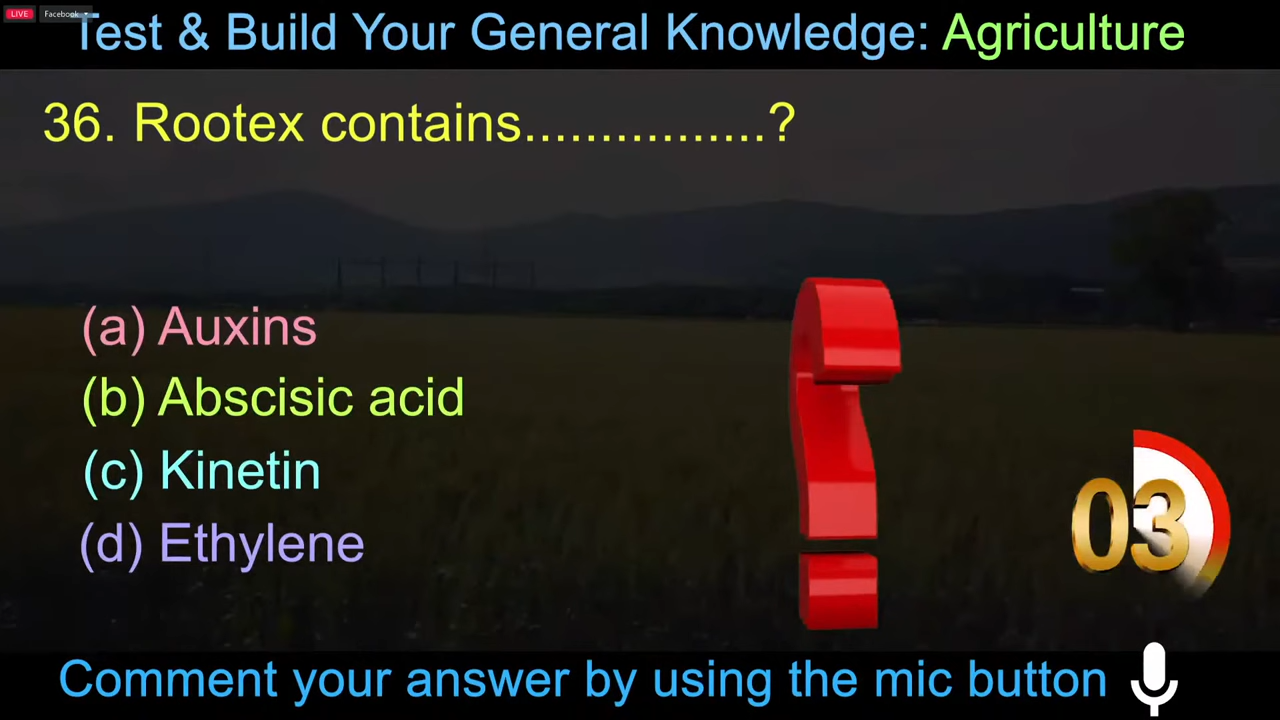 LIVE
Facebook
Test & Build Your General Knowledge: Agriculture
36. Rootex contains................?
(a) Auxins
(b) Abscisic acid
(c) Kinetin
(d) Ethylene
03
Comment your answer by using the mic button